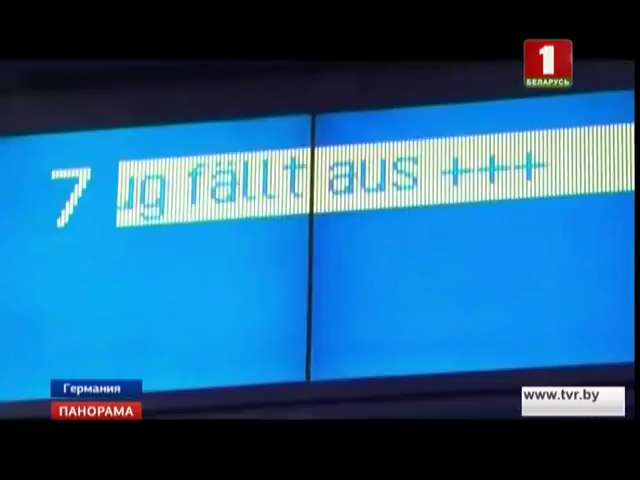 1
БЕЛАРУСЬ
7 ug fällt aus +++
Германия
ПАНОРАМА
www.tvr.by